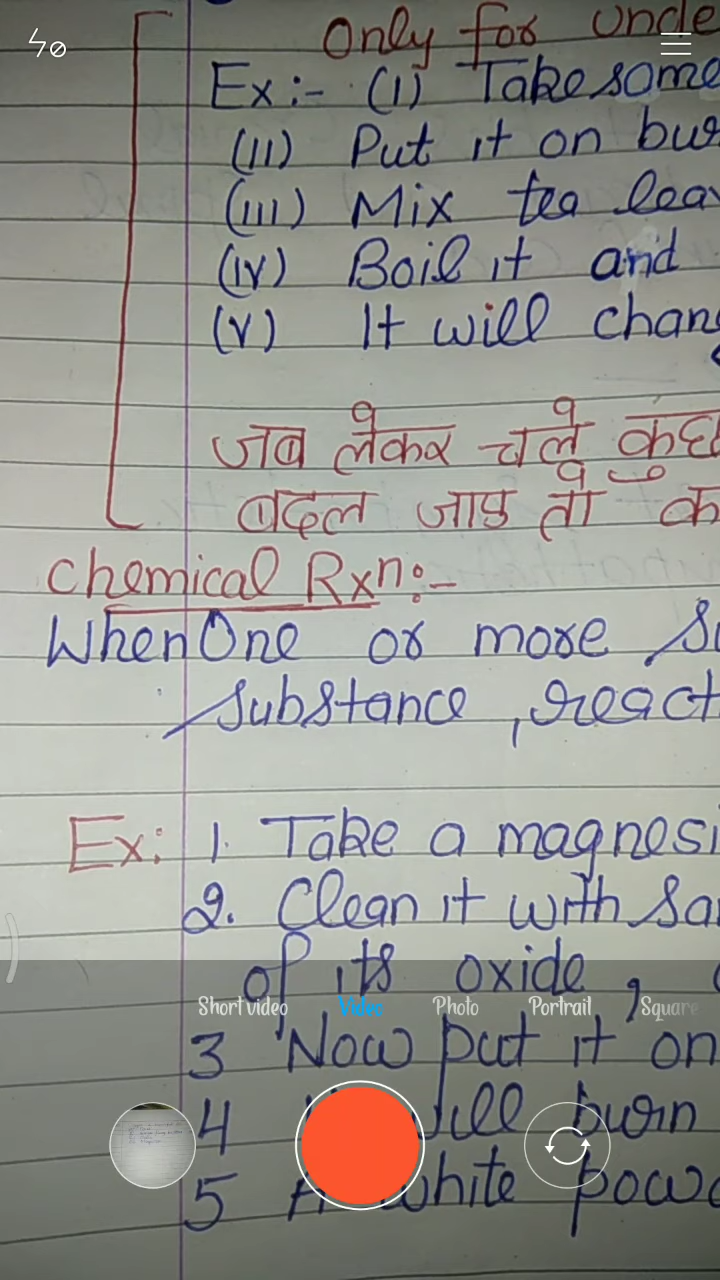 Only for unde
Ex:- (I) Take some
(II) Put it on bur
(III) Mix tea leav
(IV) Boil it and
(V) It will chan
जब लेकर चले कुछ
बदल जाए तो क
Chemical Rxn:-
When One or more Su
substance, react
Ex: 1. Take a magnesi
2. Clean it with sa
of its oxide,
Short video Video Photo Portrait Square
3 Now put it on
4 will burn
5 A white powd